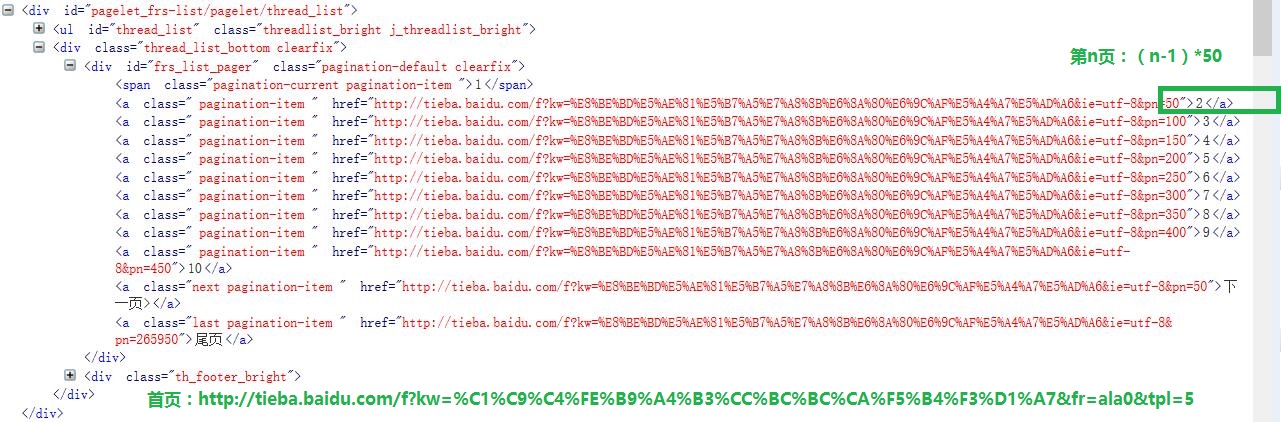 <div id="pagelet_frs-list/pagelet/thread_list">
<ul id="thread_list" class="threadlist_bright j_threadlist_bright">
<div class="thread_list_bottom clearfix">
第n页：（n-1）*50
<div id="frs_list_pager" class="pagination-default clearfix">
<span class="pagination-current pagination-item ">1</span>
<a class=" pagination-item " href="http://tieba.baidu.com/f?kw=%E8%BE%BD%E5%AE%81%E5%B7%A5%E7%A8%8B%E6%8A%80%E6%9C%AF%E5%A4%A7%E5%AD%A6&ie=utf-8&pn=50">2</a>
<a class=" pagination-item " href="http://tieba.baidu.com/f?kw=%E8%BE%BD%E5%AE%81%E5%B7%A5%E7%A8%8B%E6%8A%80%E6%9C%AF%E5%A4%A7%E5%AD%A6&ie=utf-8&pn=100">3</a>
<a class=" pagination-item " href="http://tieba.baidu.com/f?kw=%E8%BE%BD%E5%AE%81%E5%B7%A5%E7%A8%8B%E6%8A%80%E6%9C%AF%E5%A4%A7%E5%AD%A6&ie=utf-8&pn=150">4</a>
<a class=" pagination-item " href="http://tieba.baidu.com/f?kw=%E8%BE%BD%E5%AE%81%E5%B7%A5%E7%A8%8B%E6%8A%80%E6%9C%AF%E5%A4%A7%E5%AD%A6&ie=utf-8&pn=200">5</a>
<a class=" pagination-item " href="http://tieba.baidu.com/f?kw=%E8%BE%BD%E5%AE%81%E5%B7%A5%E7%A8%8B%E6%8A%80%E6%9C%AF%E5%A4%A7%E5%AD%A6&ie=utf-8&pn=250">6</a>
<a class=" pagination-item " href="http://tieba.baidu.com/f?kw=%E8%BE%BD%E5%AE%81%E5%B7%A5%E7%A8%8B%E6%8A%80%E6%9C%AF%E5%A4%A7%E5%AD%A6&ie=utf-8&pn=300">7</a>
<a class=" pagination-item " href="http://tieba.baidu.com/f?kw=%E8%BE%BD%E5%AE%81%E5%B7%A5%E7%A8%8B%E6%8A%80%E6%9C%AF%E5%A4%A7%E5%AD%A6&ie=utf-8&pn=350">8</a>
<a class=" pagination-item " href="http://tieba.baidu.com/f?kw=%E8%BE%BD%E5%AE%81%E5%B7%A5%E7%A8%8B%E6%8A%80%E6%9C%AF%E5%A4%A7%E5%AD%A6&ie=utf-8&pn=400">9</a>
<a class=" pagination-item " href="http://tieba.baidu.com/f?kw=%E8%BE%BD%E5%AE%81%E5%B7%A5%E7%A8%8B%E6%8A%80%E6%9C%AF%E5%A4%A7%E5%AD%A6&ie=utf-
8&pn=450">10</a>
<a class="next pagination-item " href="http://tieba.baidu.com/f?kw=%E8%BE%BD%E5%AE%81%E5%B7%A5%E7%A8%8B%E6%8A%80%E6%9C%AF%E5%A4%A7%E5%AD%A6&ie=utf-8&pn=50">下
一页></a>
<a class="last pagination-item " href="http://tieba.baidu.com/f?kw=%E8%BE%BD%E5%AE%81%E5%B7%A5%E7%A8%8B%E6%8A%80%E6%9C%AF%E5%A4%A7%E5%AD%A6&ie=utf-8&
pn=265950">尾页</a>
</div>
<div class="th_footer_bright">
</div>
首页：http://tieba.baidu.com/f?kw=%C1%C9%C4%FE%B9%A4%B3%CC%BC%BC%CA%F5%B4%F3%D1%A7&fr=ala0&tpl=5
</div>